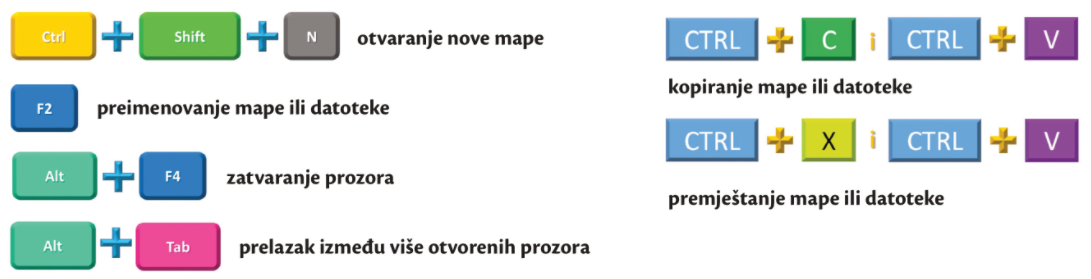 Ctrl + Shift + N otvaranje nove mape
F2 preimenovanje mape ili datoteke
Alt + F4 zatvaranje prozora
Alt + Tab prelazak između više otvorenih prozora
CTRL + C i CTRL + V
kopiranje mape ili datoteke
CTRL + X i CTRL + V
premještanje mape ili datoteke